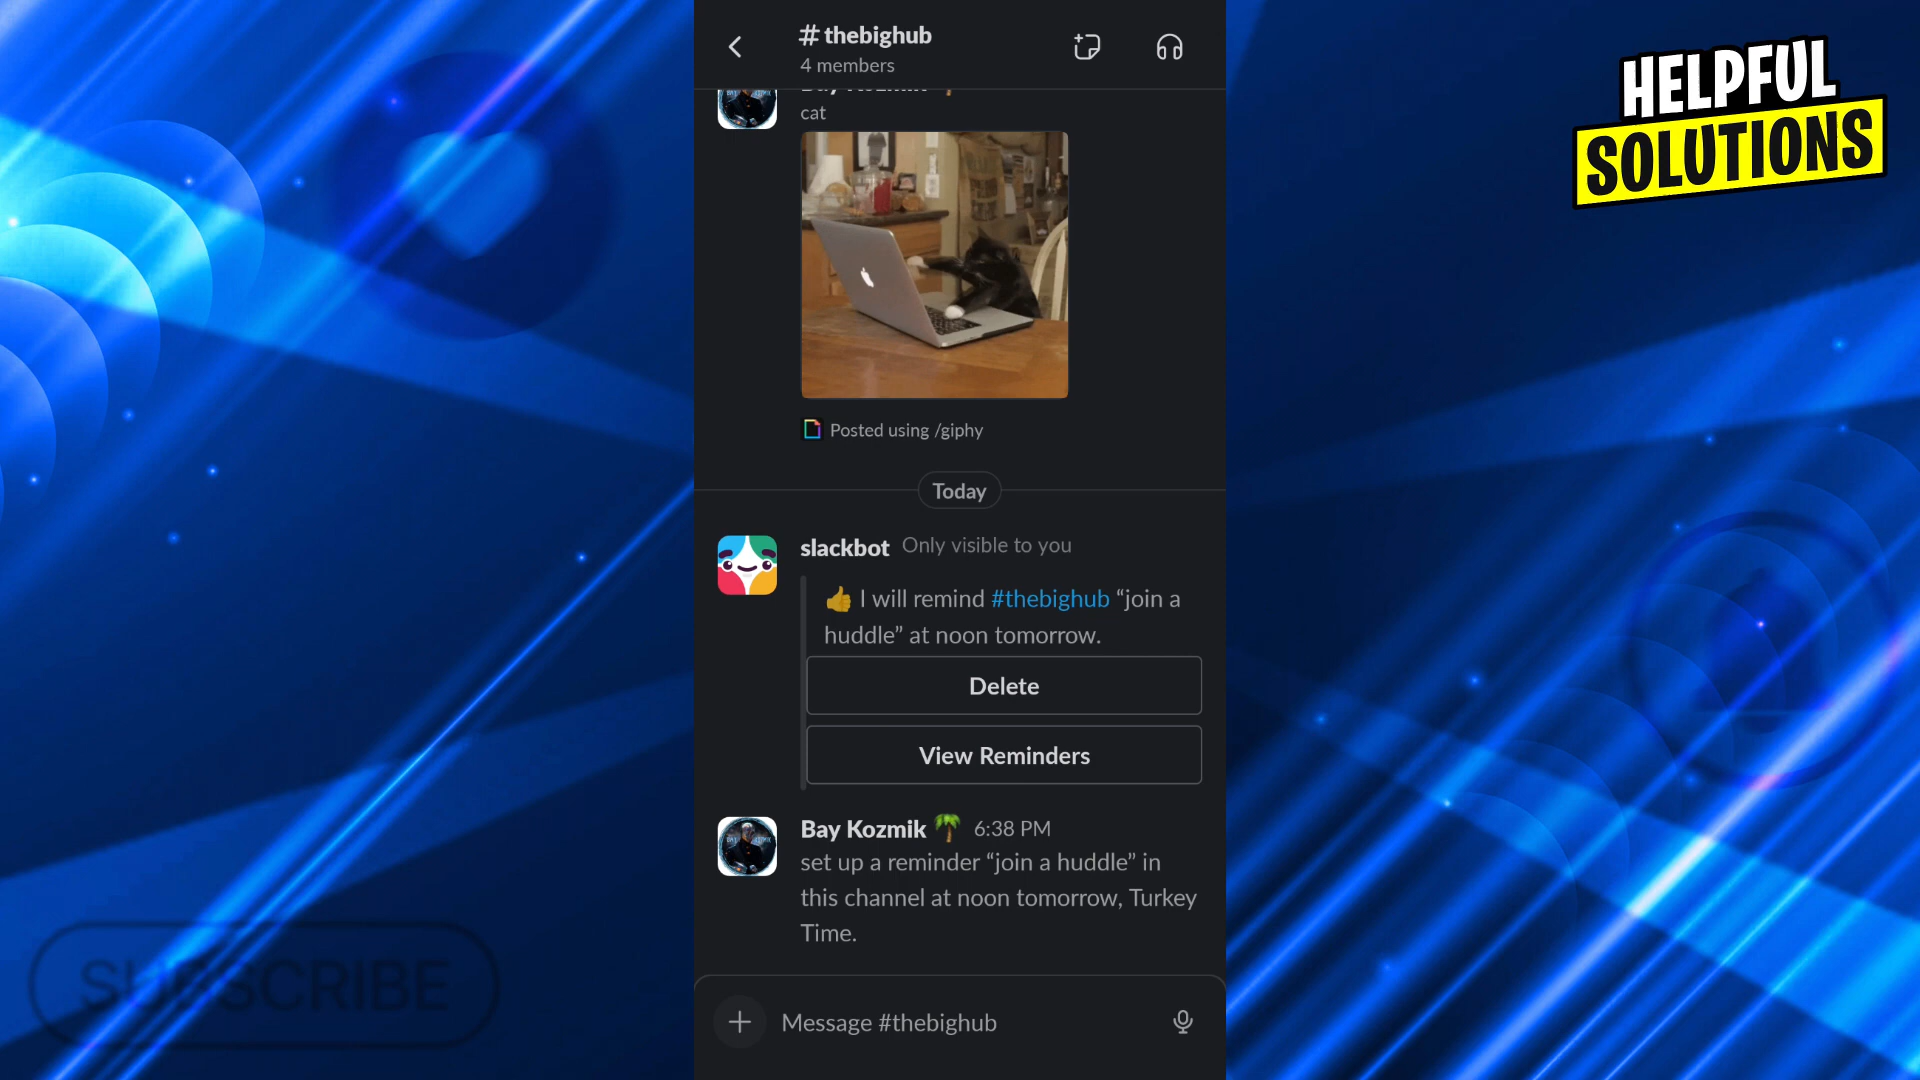 # thebighub
4 members
Bay Kozmik
cat
Posted using /giphy
Today
slackbot Only visible to you
👍 I will remind #thebighub “join a
huddle” at noon tomorrow.
Delete
View Reminders
Bay Kozmik 🌴 6:38 PM
set up a reminder “join a huddle” in
this channel at noon tomorrow, Turkey
Time.
Message #thebighub
HELPFUL
SOLUTIONS
SUBSCRIBE